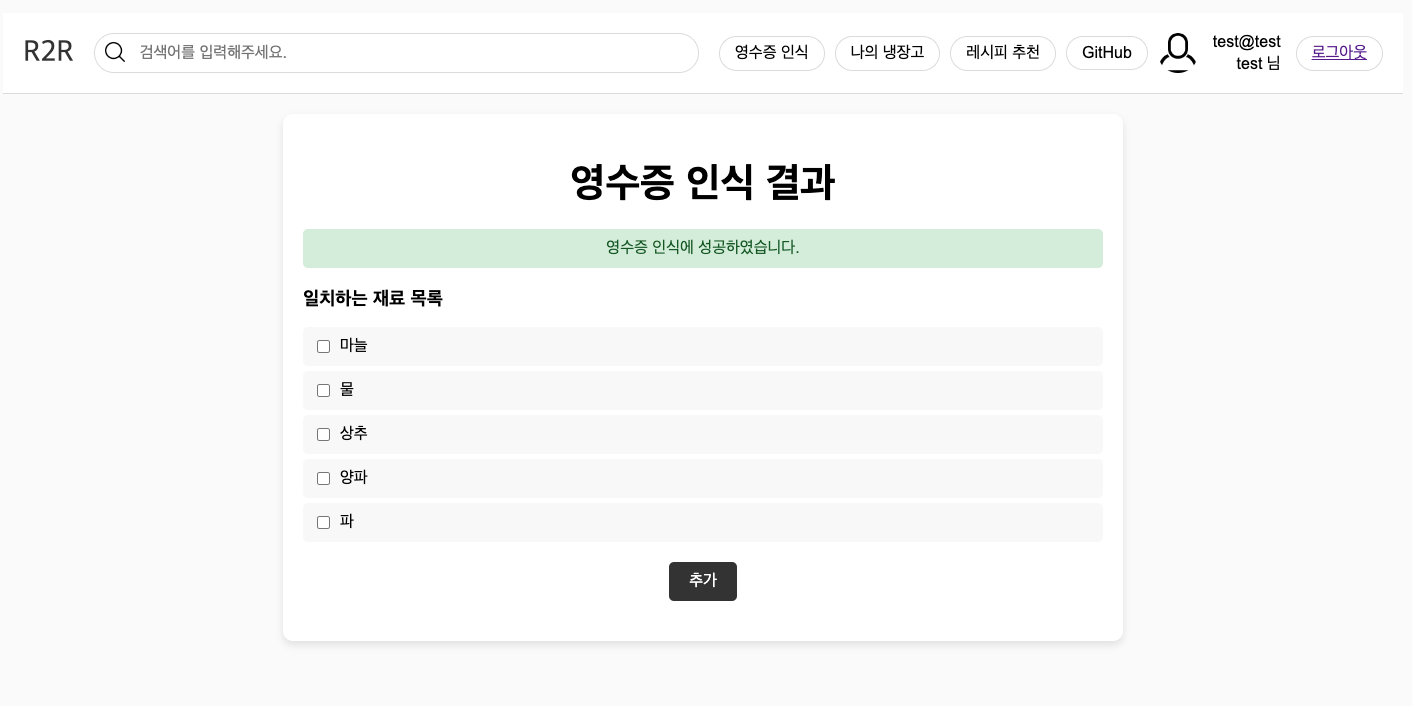 R2R
검색어를 입력해주세요.
영수증 인식
나의 냉장고
레시피 추천
GitHub
test@test
test 님
로그아웃
영수증 인식 결과
영수증 인식에 성공하였습니다.
일치하는 재료 목록
마늘
물
상추
양파
파
추가